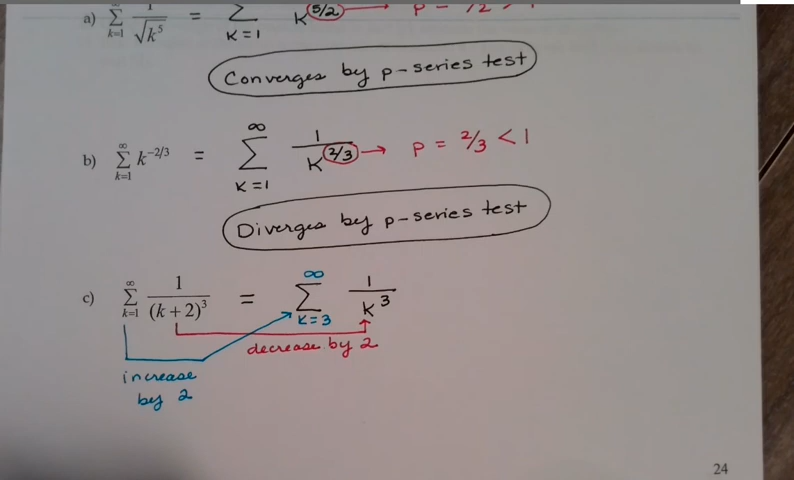 a) ∞ ∑ k=1 1/√k⁵ = ∑ K=1 K^(5/2) → p =
Converges by p-series test
b) ∞ ∑ k=1 k^(-2/3) = ∞ ∑ K=1 1/K^(2/3) → p = 2/3 < 1
Diverges by p-series test
c) ∞ ∑ k=1 1/(k + 2)³ = ∞ ∑ K=3 1/K³
decrease by 2
increase
by 2
24